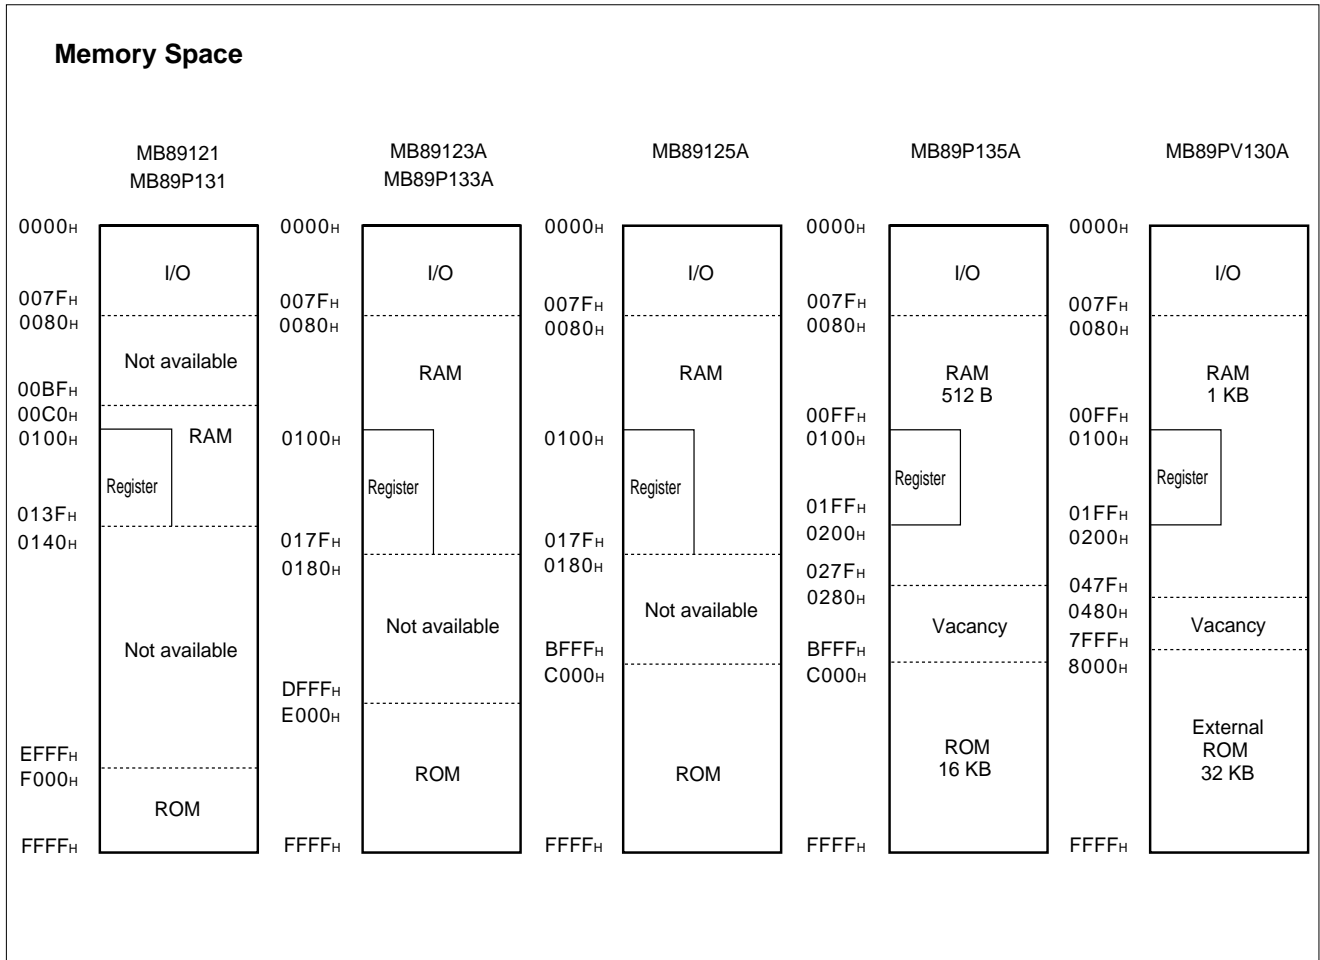 Memory Space
MB89121
MB89P131
0000H
I/O
007FH
0080H
Not available
00BFH
00C0H
0100H
RAM
Register
013FH
0140H
Not available
EFFFH
F000H
ROM
FFFFH
MB89123A
MB89P133A
0000H
I/O
007FH
0080H
RAM
0100H
Register
017FH
0180H
Not available
DFFFH
E000H
ROM
FFFFH
MB89125A
0000H
I/O
007FH
0080H
RAM
0100H
Register
017FH
0180H
Not available
BFFFH
C000H
ROM
FFFFH
MB89P135A
0000H
I/O
007FH
0080H
RAM
512 B
00FFH
0100H
Register
01FFH
0200H
027FH
0280H
Vacancy
BFFFH
C000H
ROM
16 KB
FFFFH
MB89PV130A
0000H
I/O
007FH
0080H
RAM
1 KB
00FFH
0100H
Register
01FFH
0200H
047FH
0480H
Vacancy
7FFFH
8000H
External
ROM
32 KB
FFFFH